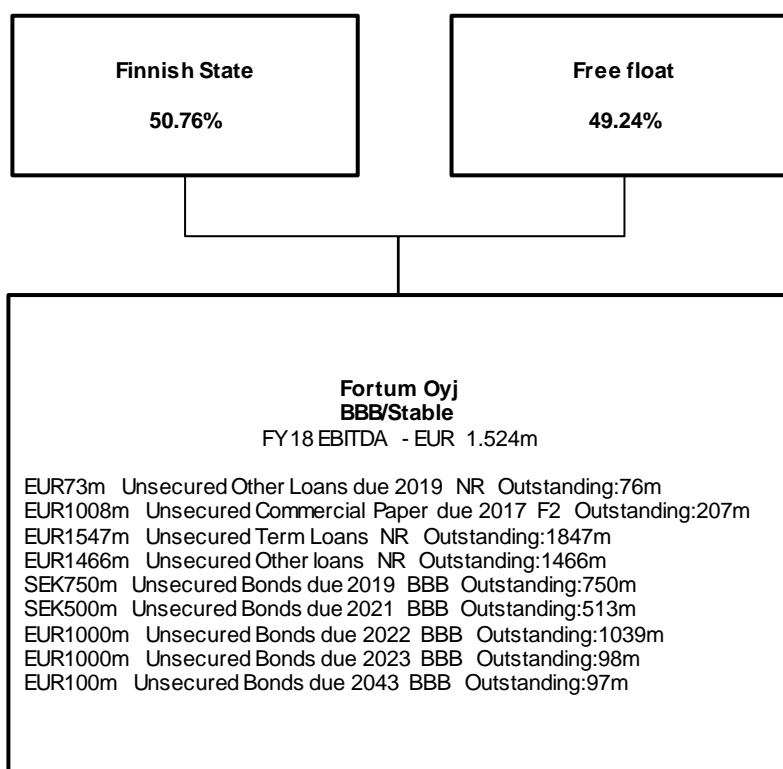 Finnish State
50.76%
Free float
49.24%
Fortum Oyj
BBB/Stable
FY18 EBITDA - EUR 1.524m
EUR73m Unsecured Other Loans due 2019 NR Outstanding:76m
EUR1008m Unsecured Commercial Paper due 2017 F2 Outstanding:207m
EUR1547m Unsecured Term Loans NR Outstanding:1847m
EUR1466m Unsecured Other loans NR Outstanding:1466m
SEK750m Unsecured Bonds due 2019 BBB Outstanding:750m
SEK500m Unsecured Bonds due 2021 BBB Outstanding:513m
EUR1000m Unsecured Bonds due 2022 BBB Outstanding:1039m
EUR1000m Unsecured Bonds due 2023 BBB Outstanding:98m
EUR100m Unsecured Bonds due 2043 BBB Outstanding:97m